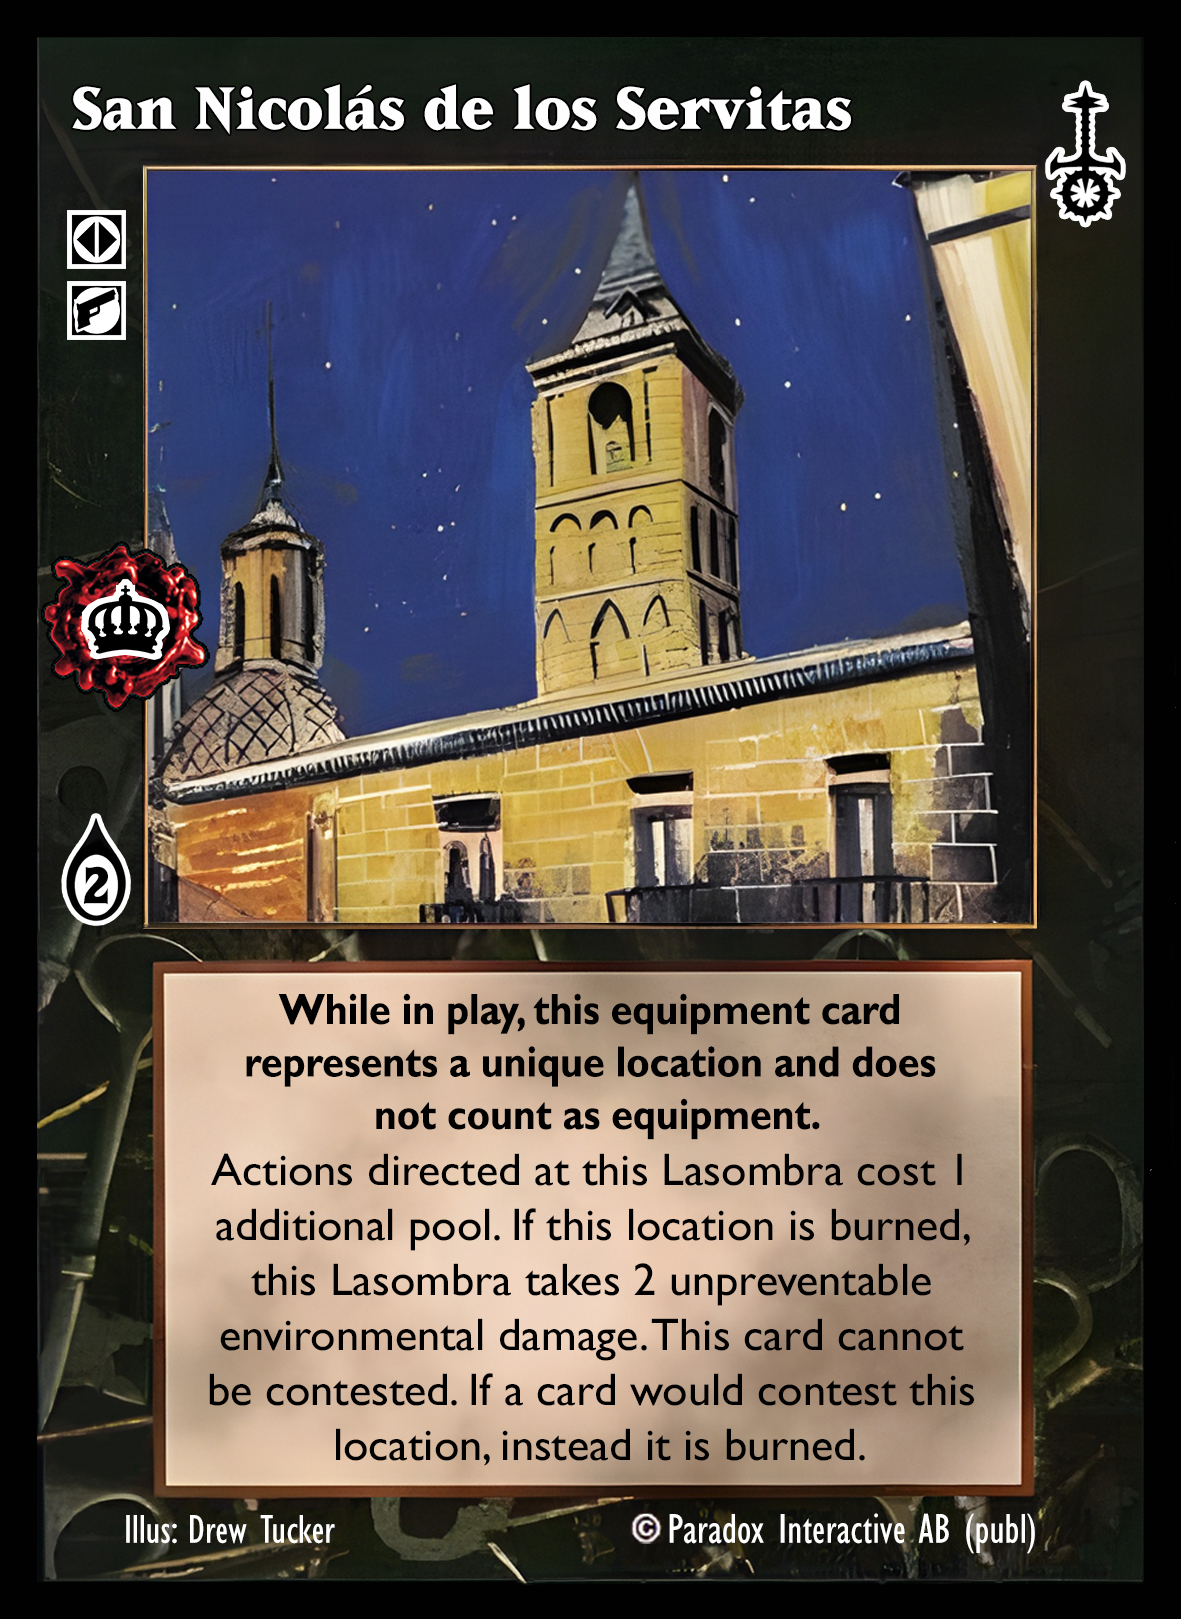 San Nicolás de los Servitas
2
While in play, this equipment card
represents a unique location and does
not count as equipment.
Actions directed at this Lasombra cost 1
additional pool. If this location is burned,
this Lasombra takes 2 unpreventable
environmental damage. This card cannot
be contested. If a card would contest this
location, instead it is burned.
Illus: Drew Tucker
© Paradox Interactive AB (publ)